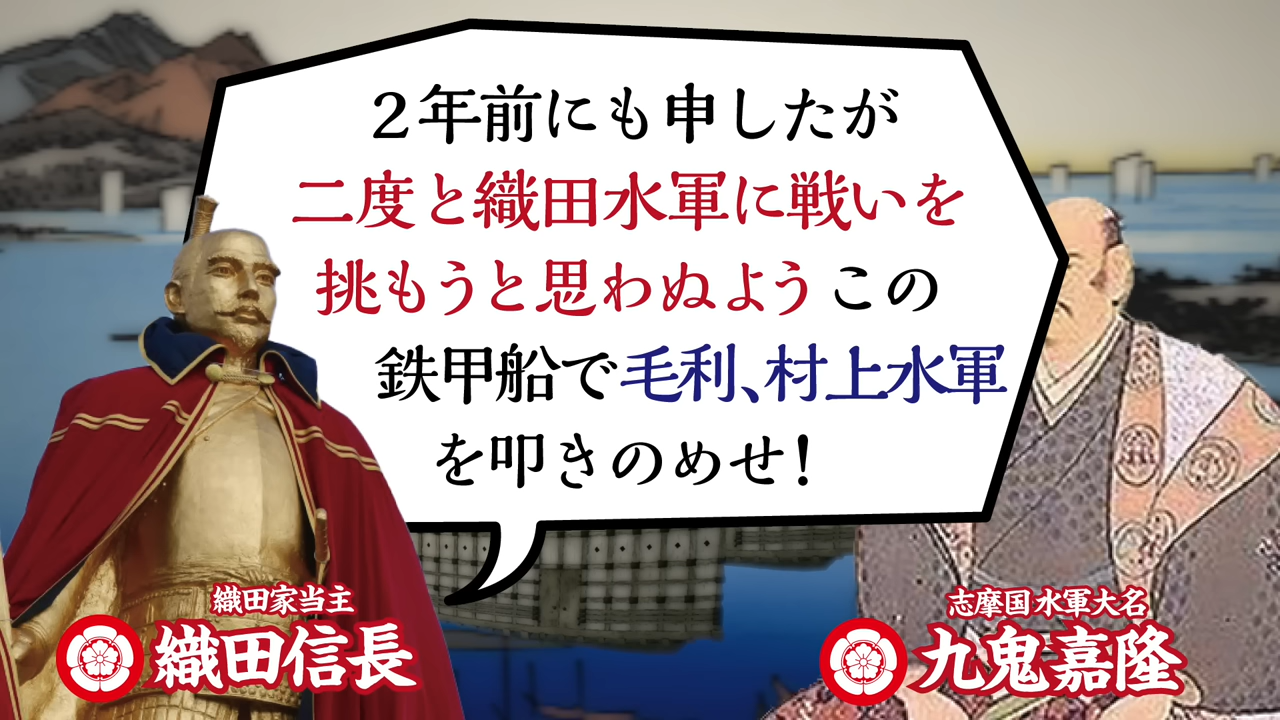 ２年前にも申したが
二度と織田水軍に戦いを
挑もうと思わぬようこの
鉄甲船で毛利、村上水軍
を叩きのめせ！
織田家当主
織田信長
志摩国水軍大名
九鬼嘉隆